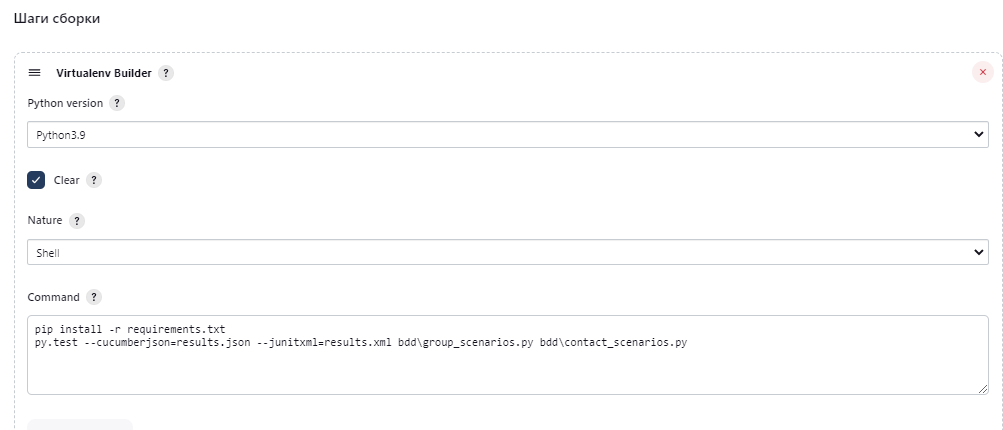 Шаги сборки
Virtualenv Builder ?
Python version ?
Python3.9
Clear ?
Nature ?
Shell
Command ?
pip install -r requirements.txt
py.test --cucumberjson=results.json --junitxml=results.xml bdd\group_scenarios.py bdd\contact_scenarios.py